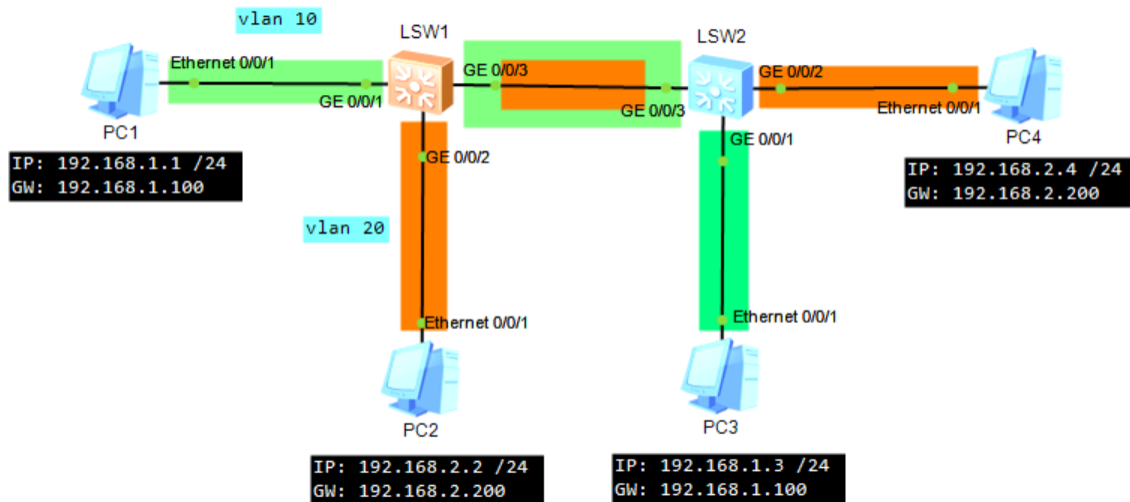 vlan 10
LSW1
LSW2
Ethernet 0/0/1
GE 0/0/1
GE 0/0/3
GE 0/0/3
GE 0/0/2
Ethernet 0/0/1
PC1
GE 0/0/1
PC4
IP: 192.168.1.1 /24
GW: 192.168.1.100
GE 0/0/2
IP: 192.168.2.4 /24
GW: 192.168.2.200
vlan 20
Ethernet 0/0/1
Ethernet 0/0/1
PC2
PC3
IP: 192.168.2.2 /24
GW: 192.168.2.200
IP: 192.168.1.3 /24
GW: 192.168.1.100